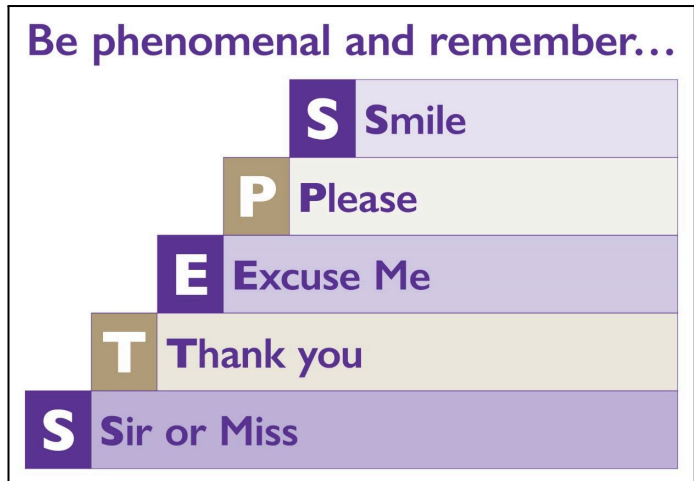 Be phenomenal and remember…
S Smile
P Please
E Excuse Me
T Thank you
S Sir or Miss